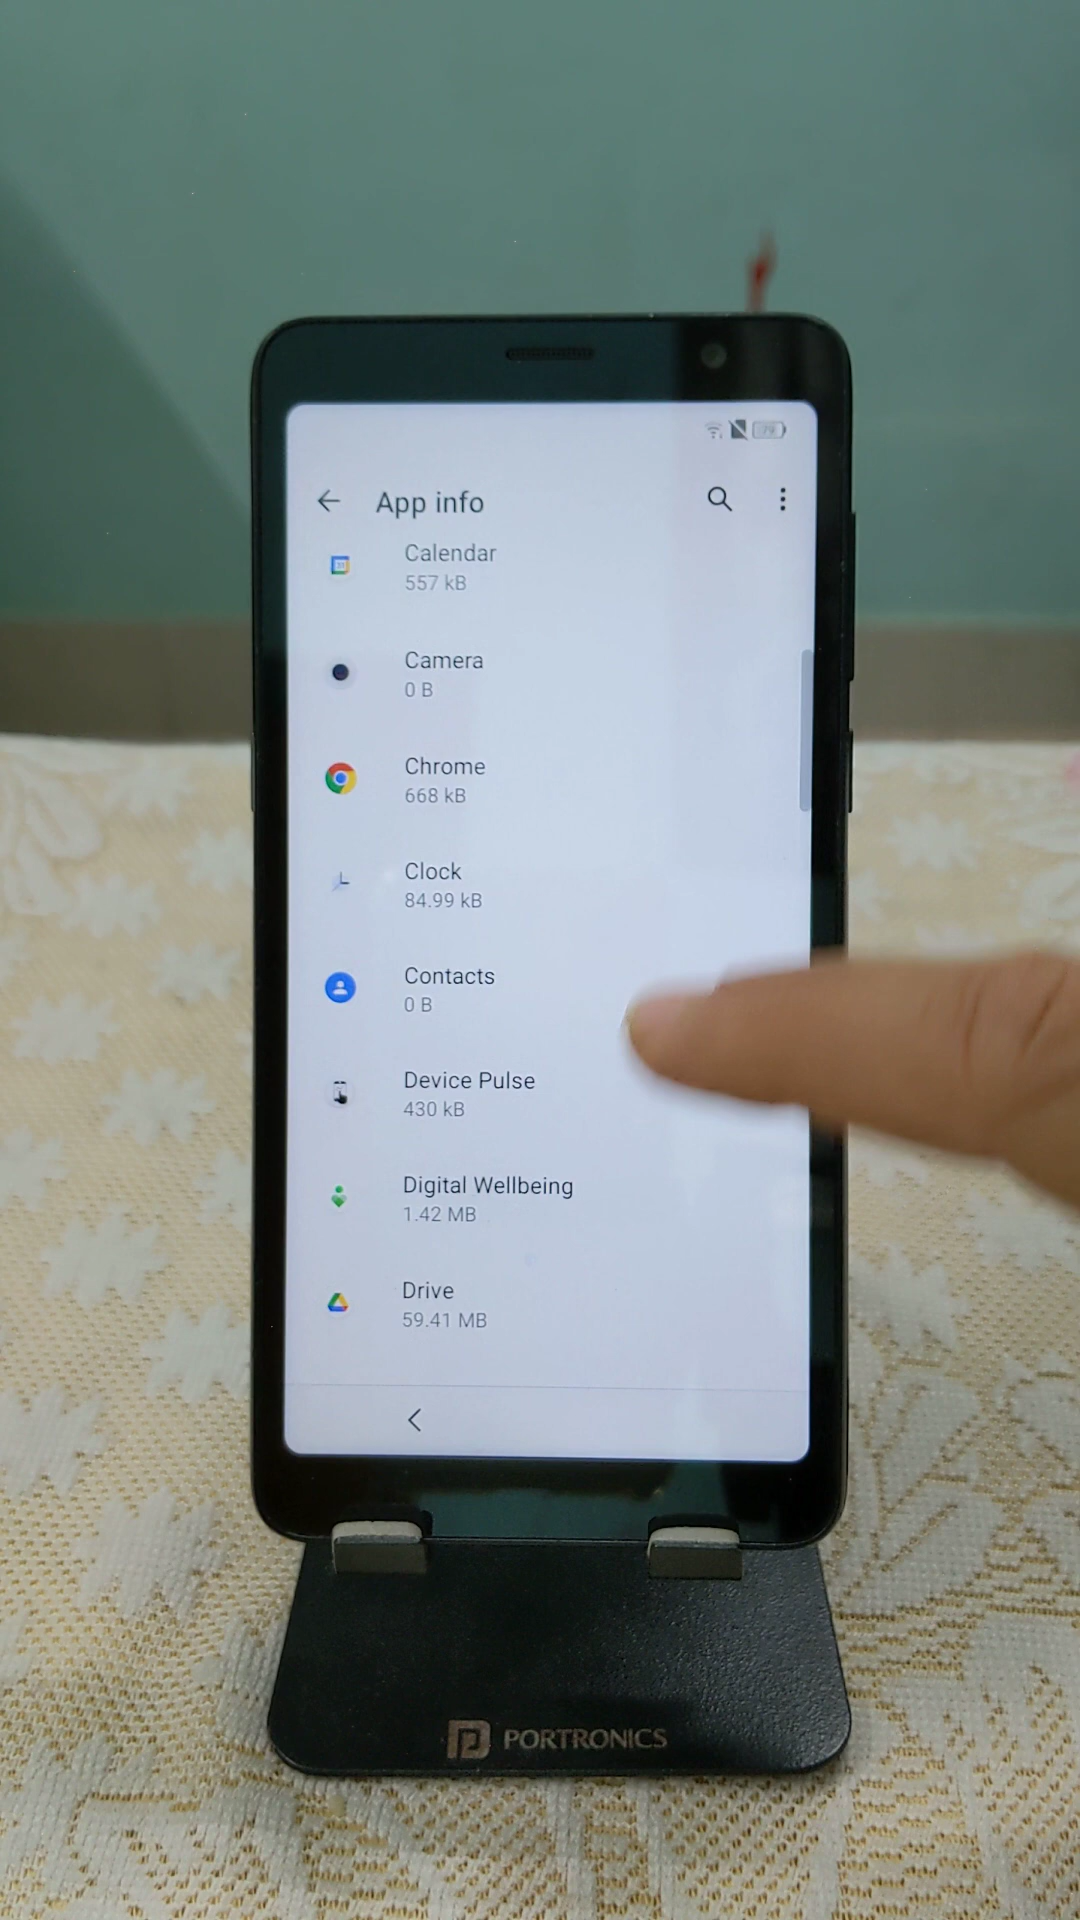 79
App info
Calendar
557 kB
Camera
0 B
Chrome
668 kB
Clock
84.99 kB
Contacts
0 B
Device Pulse
430 kB
Digital Wellbeing
1.42 MB
Drive
59.41 MB
PORTRONICS